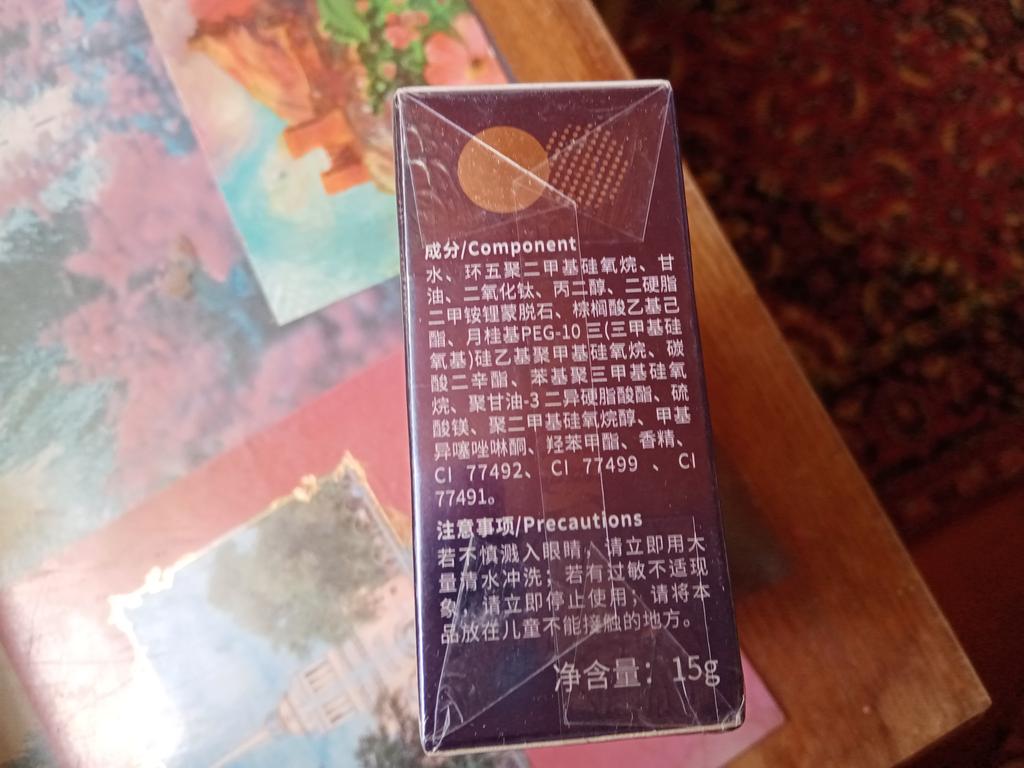 成分/Component
水、环五聚二甲基硅氧烷、甘
油、二氧化钛、丙二醇、二硬脂
二甲铵锂蒙脱石、棕榈酸乙基己
酯、月桂基PEG-10 三(三甲基硅
氧基)硅乙基聚甲基硅氧烷、碳
酸二辛酯、苯基聚三甲基硅氧
烷、聚甘油-3 二异硬脂酸酯、硫
酸镁、聚二甲基硅氧烷醇、甲基
异噻唑啉酮、羟苯甲酯、香精、
CI 77492、CI 77499 、CI
77491。
注意事项/Precautions
若不慎溅入眼睛，请立即用大
量清水冲洗；若有过敏不适现
象，请立即停止使用；请将本
品放在儿童不能接触的地方。
净含量：15g